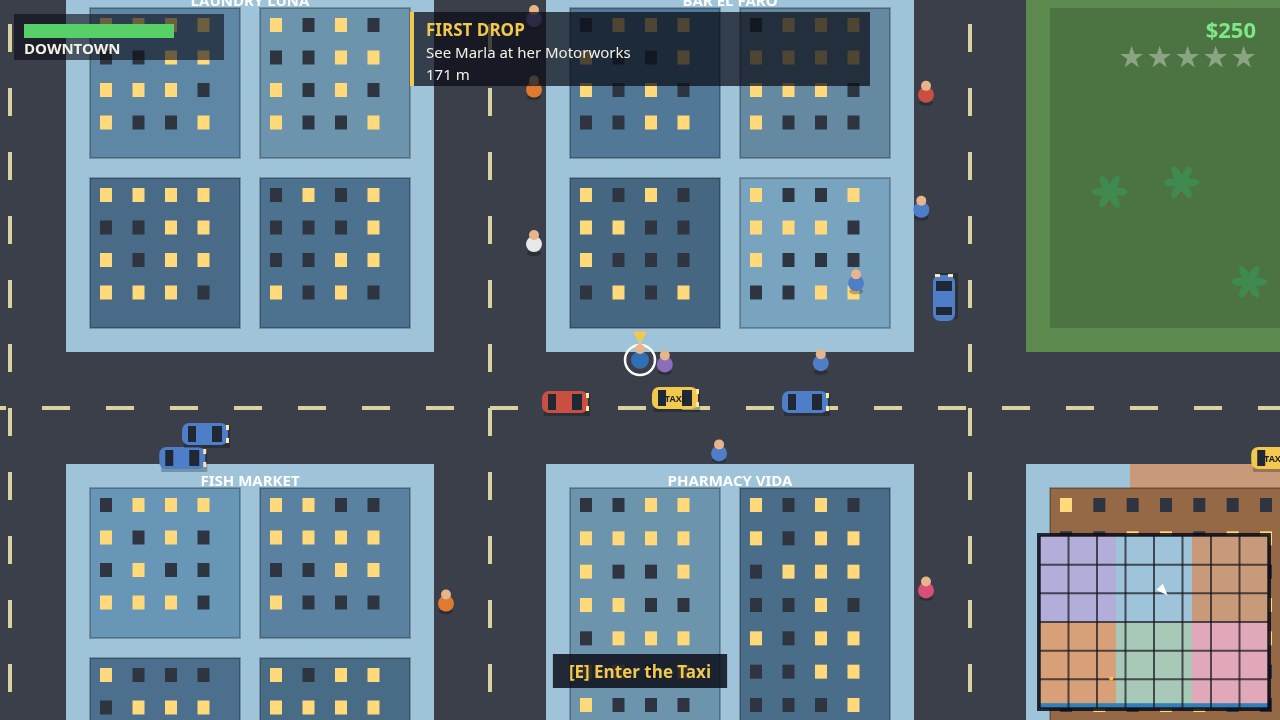 LAUNDRY LUNA
BAR EL FARO
DOWNTOWN
FIRST DROP
See Marla at her Motorworks
171 m
$250
TAXI
FISH MARKET
PHARMACY VIDA
TAX
[E] Enter the Taxi